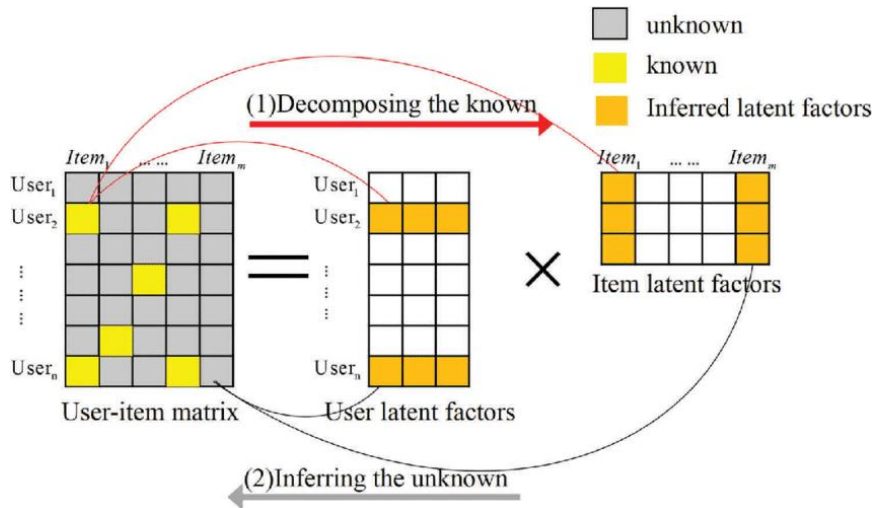 unknown
known
Inferred latent factors
(1)Decomposing the known
Item1 ... ... Itemm
User1
User2
... ...
Usern
User-item matrix
User1
User2
... ...
Usern
User latent factors
Item1 ... ... Itemm
Item latent factors
(2)Inferring the unknown